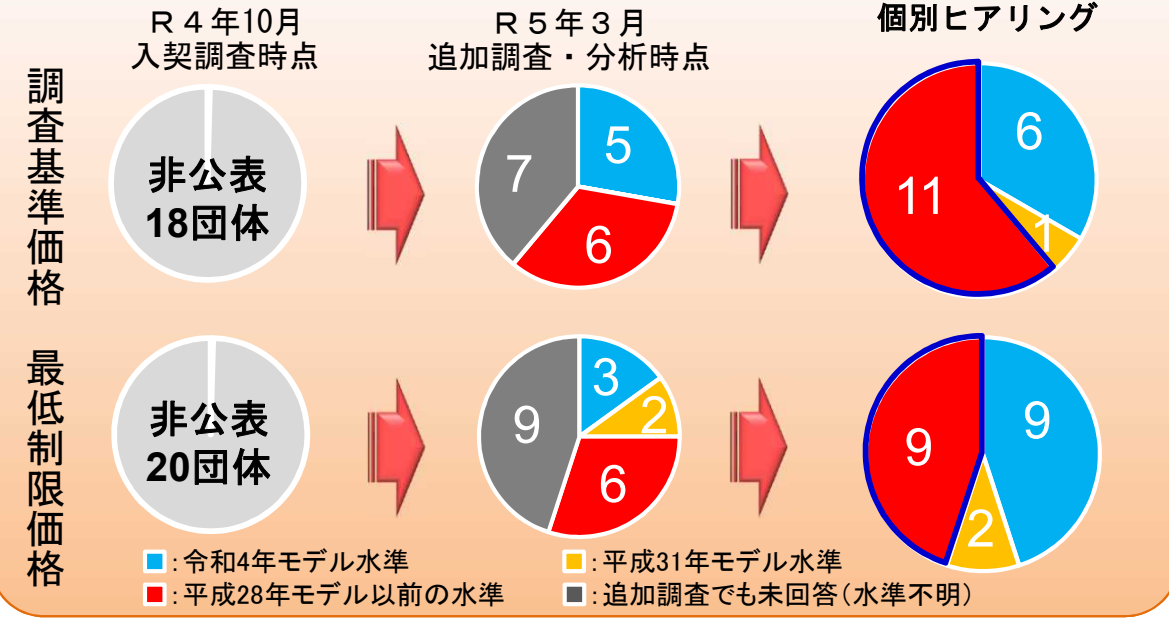 R4年10月
入契調査時点
R5年3月
追加調査・分析時点
個別ヒアリング
調査基準価格
非公表
18団体
5
6
7
6
1
11
最低制限価格
非公表
20団体
3
2
6
9
9
2
9
:令和4年モデル水準
:平成31年モデル水準
:平成28年モデル以前の水準
:追加調査でも未回答(水準不明)